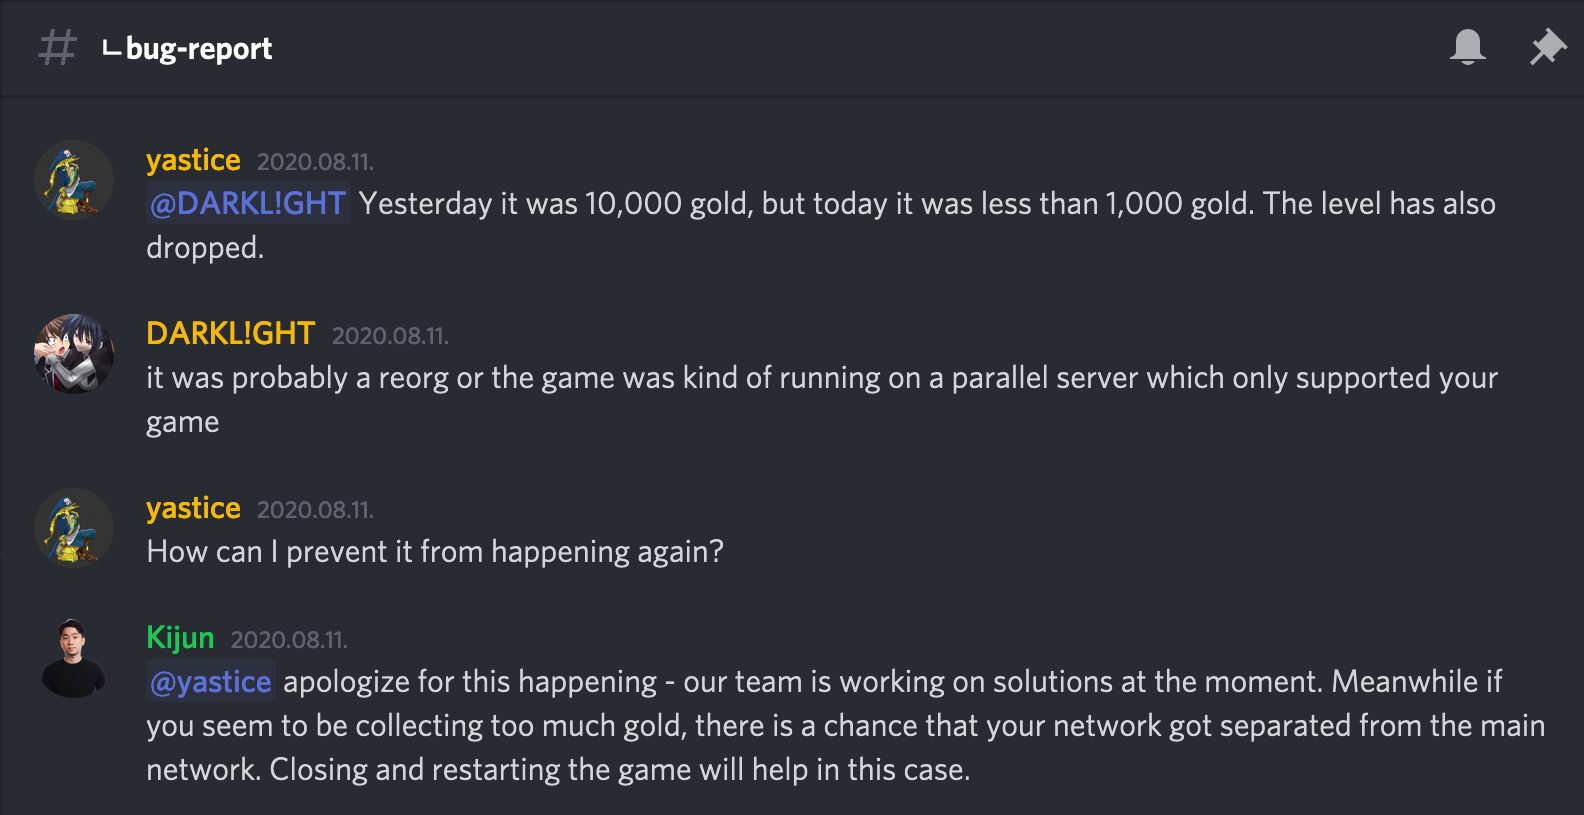 # ㄴbug-report
yastice 2020.08.11.
@DARKL!GHT Yesterday it was 10,000 gold, but today it was less than 1,000 gold. The level has also
dropped.
DARKL!GHT 2020.08.11.
it was probably a reorg or the game was kind of running on a parallel server which only supported your
game
yastice 2020.08.11.
How can I prevent it from happening again?
Kijun 2020.08.11.
@yastice apologize for this happening - our team is working on solutions at the moment. Meanwhile if
you seem to be collecting too much gold, there is a chance that your network got separated from the main
network. Closing and restarting the game will help in this case.